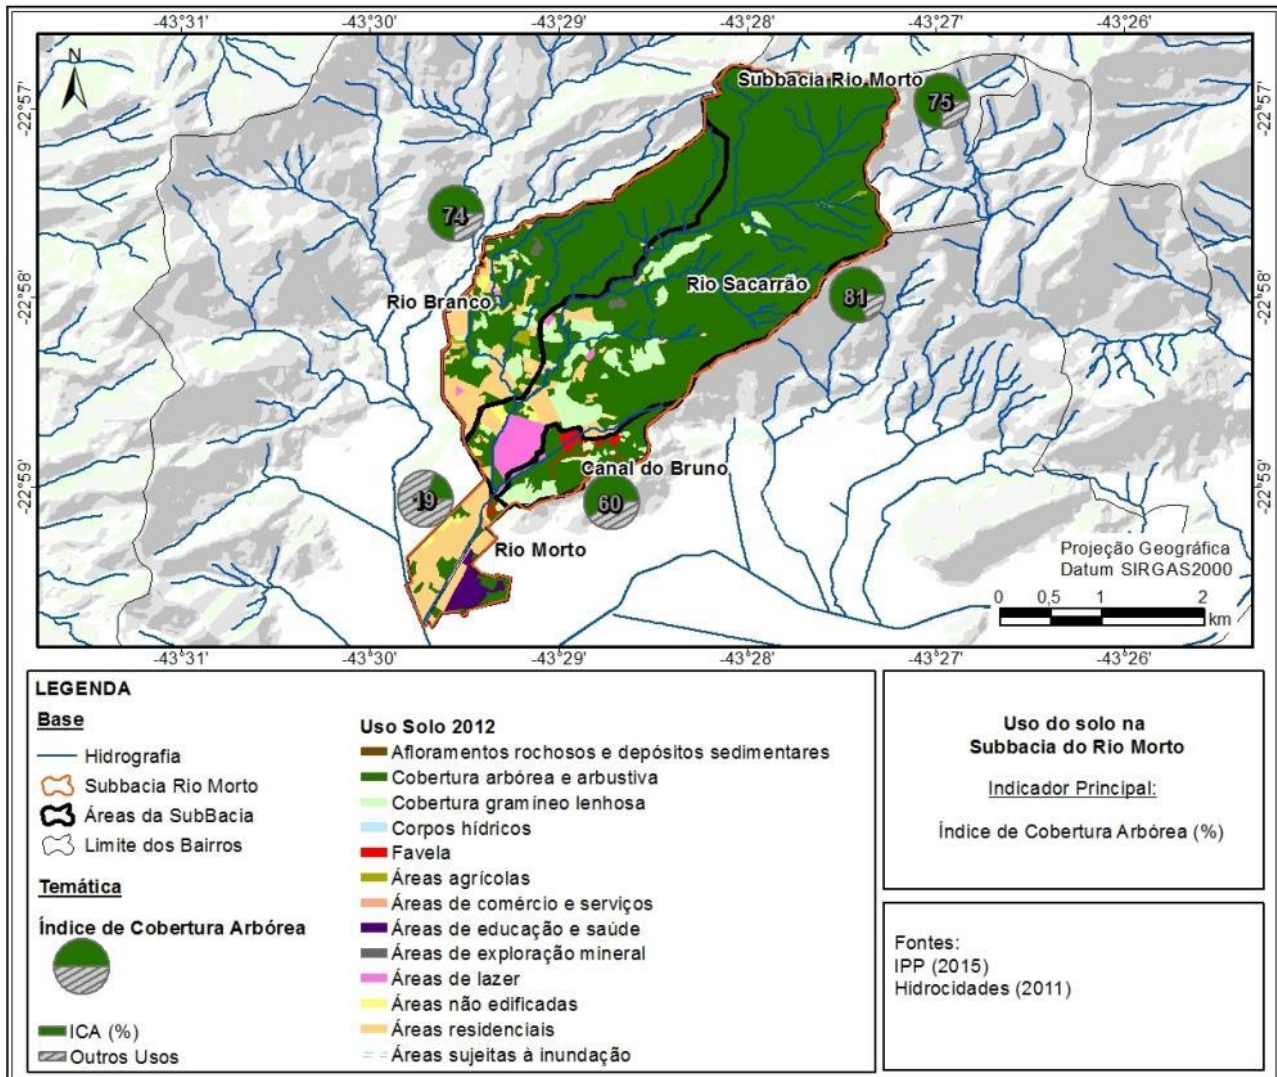 -43°31' -43°30' -43°29' -43°28' -43°27' -43°26'
N
-22°57' -22°57'
-22°58' -22°58'
-22°59' -22°59'
Subbacia Rio Morto
75
74
Rio Sacarrão
81
Rio Branco
Canal do Bruno
19
60
Rio Morto
Projeção Geográfica
Datum SIRGAS2000
0 0,5 1 2
km
-43°31' -43°30' -43°29' -43°28' -43°27' -43°26'
LEGENDA
Base
Hidrografia
Subbacia Rio Morto
Áreas da SubBacia
Limite dos Bairros
Temática
Índice de Cobertura Arbórea
ICA (%)
Outros Usos
Uso Solo 2012
Afloramentos rochosos e depósitos sedimentares
Cobertura arbórea e arbustiva
Cobertura gramíneo lenhosa
Corpos hídricos
Favela
Áreas agrícolas
Áreas de comércio e serviços
Áreas de educação e saúde
Áreas de exploração mineral
Áreas de lazer
Áreas não edificadas
Áreas residenciais
Áreas sujeitas à inundação
Uso do solo na
Subbacia do Rio Morto
Indicador Principal:
Índice de Cobertura Arbórea (%)
Fontes:
IPP (2015)
Hidrocidades (2011)